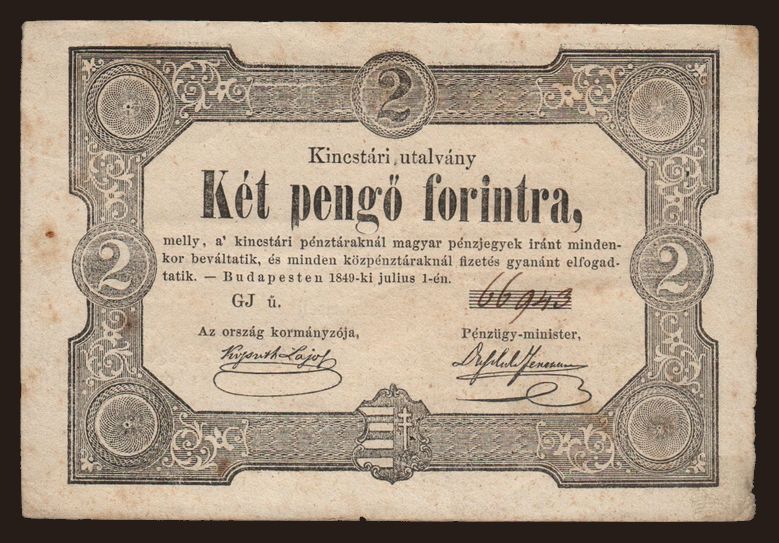 2
Kincstári utalvány
Két pengő forintra,
2 2
melly, a' kincstári pénztáraknál magyar pénzjegyek iránt minden-
kor beváltatik, és minden közpénztáraknál fizetés gyanánt elfogad-
tatik. — Budapesten 1849-ki julius 1-én.
GJ ű. 66943
Az ország kormányzója, Pénzügy-minister,
Kossuth Lajos